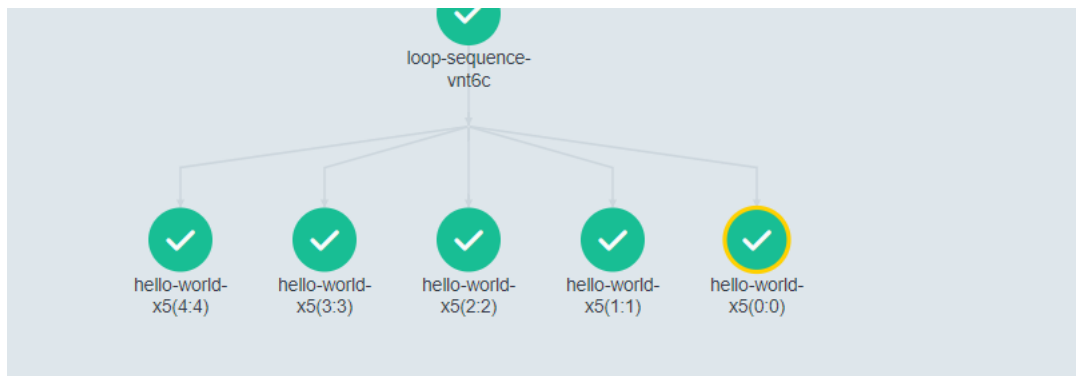 loop-sequence-
vnt6c
hello-world-
x5(4:4)
hello-world-
x5(3:3)
hello-world-
x5(2:2)
hello-world-
x5(1:1)
hello-world-
x5(0:0)